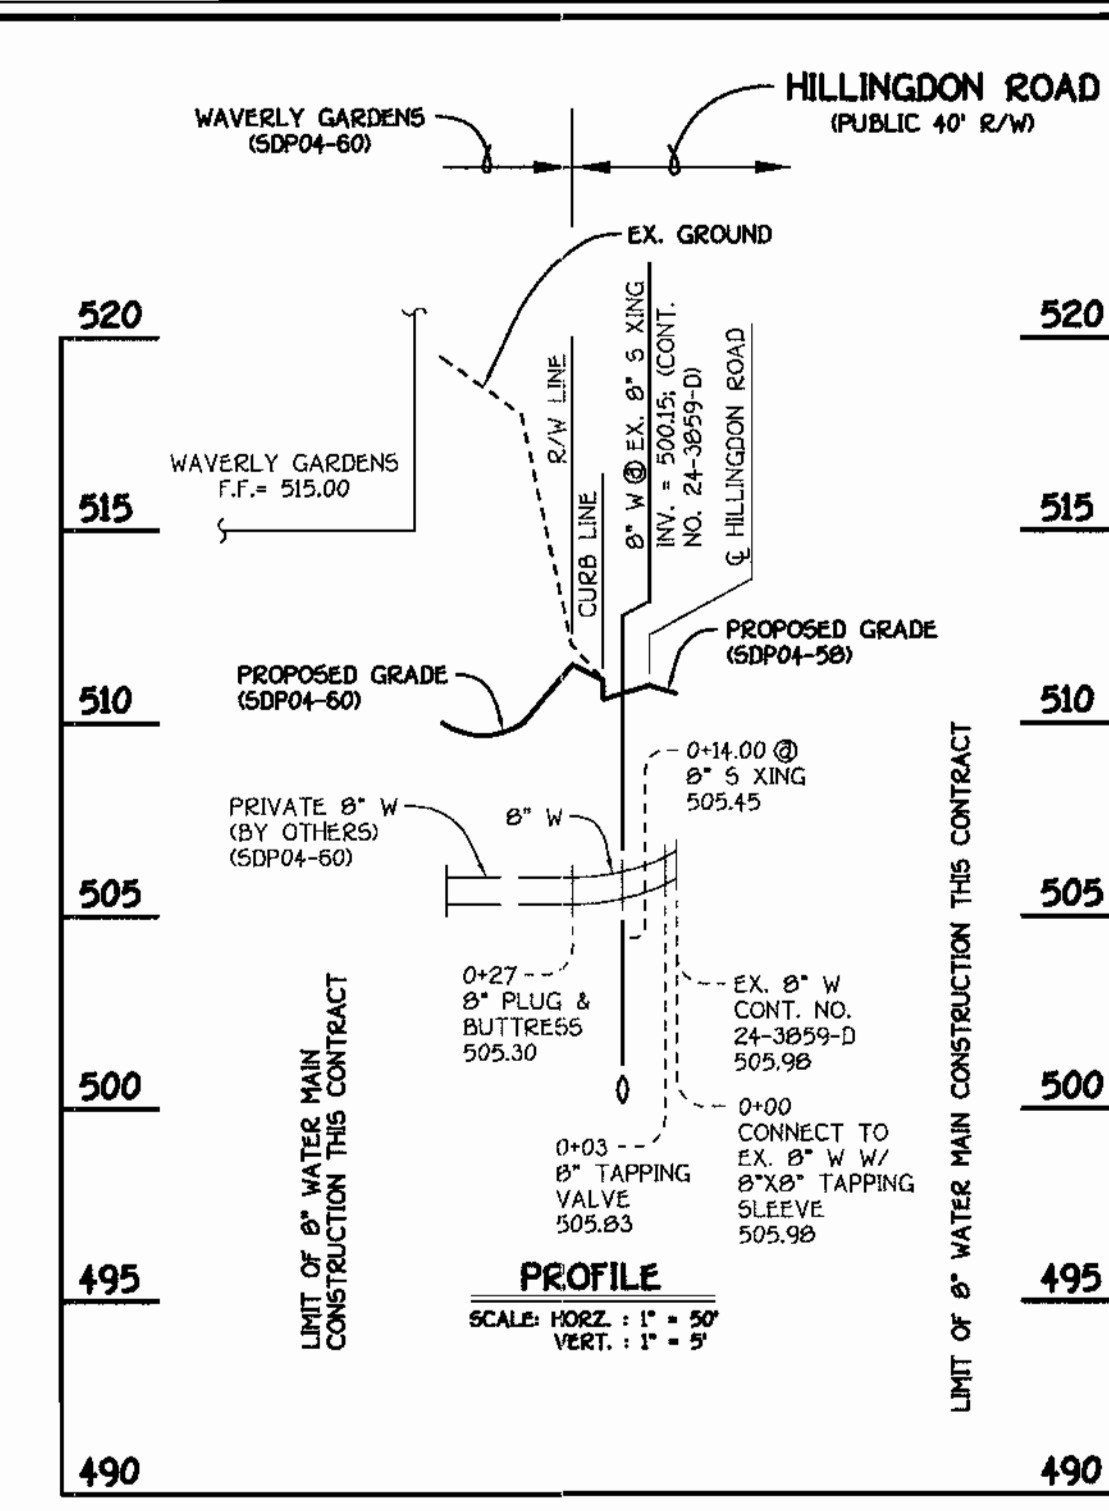 WAVERLY GARDENS
(SDP04-60)
HILLINGDON ROAD
(PUBLIC 40' R/W)
EX. GROUND
520
520
R/W LINE
CURB LINE
8" W @ EX. 8" S XING
INV. = 500.15; (CONT.
NO. 24-3859-D)
℄ HILLINGDON ROAD
WAVERLY GARDENS
F.F.= 515.00
515
515
PROPOSED GRADE
(SDP04-60)
PROPOSED GRADE
(SDP04-58)
510
510
0+14.00 @
8" S XING
505.45
PRIVATE 8" W
(BY OTHERS)
(SDP04-60)
8" W
505
505
0+27
8" PLUG &
BUTTRESS
505.30
EX. 8" W
CONT. NO.
24-3859-D
505.98
LIMIT OF 8" WATER MAIN
CONSTRUCTION THIS CONTRACT
LIMIT OF 8" WATER MAIN CONSTRUCTION THIS CONTRACT
500
500
0+03
8" TAPPING
VALVE
505.83
0+00
CONNECT TO
EX. 8" W W/
8"X8" TAPPING
SLEEVE
505.98
495
495
PROFILE
SCALE: HORZ. : 1" = 50'
VERT. : 1" = 5'
490
490